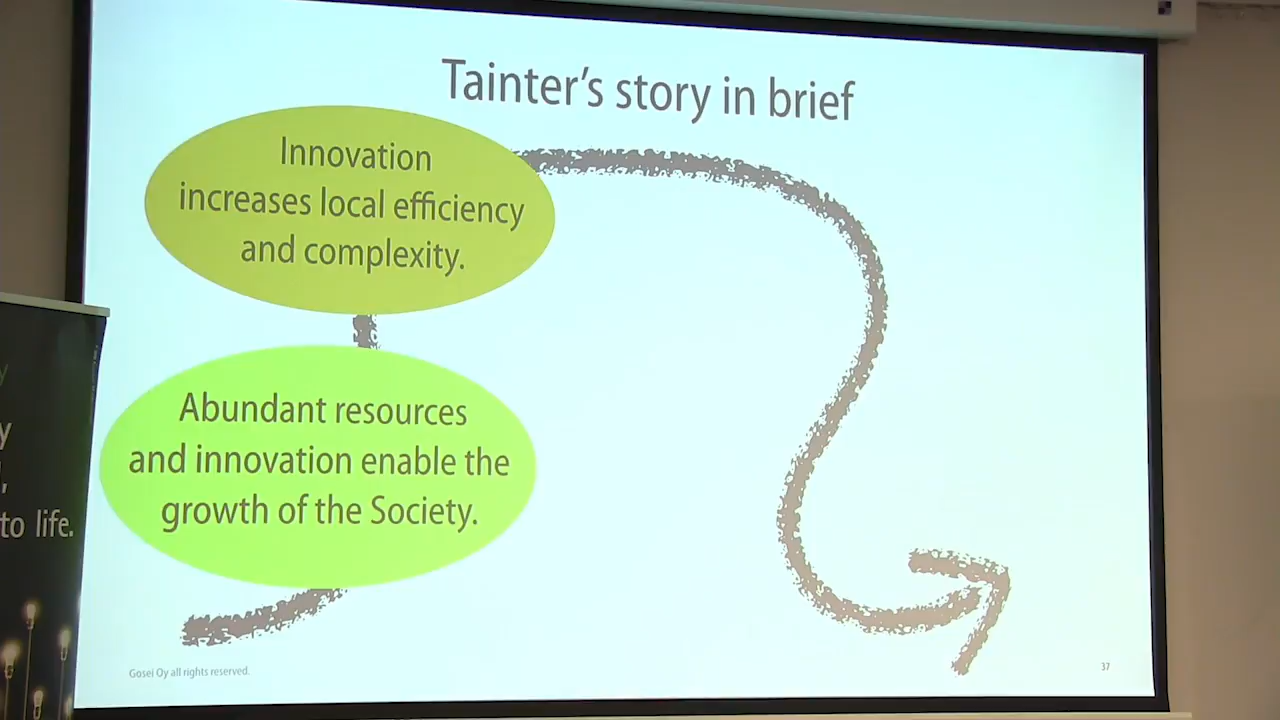 Tainter's story in brief
Innovation
increases local efficiency
and complexity.
Abundant resources
and innovation enable the
growth of the Society.
to life.
Gosei Oy all rights reserved.
37